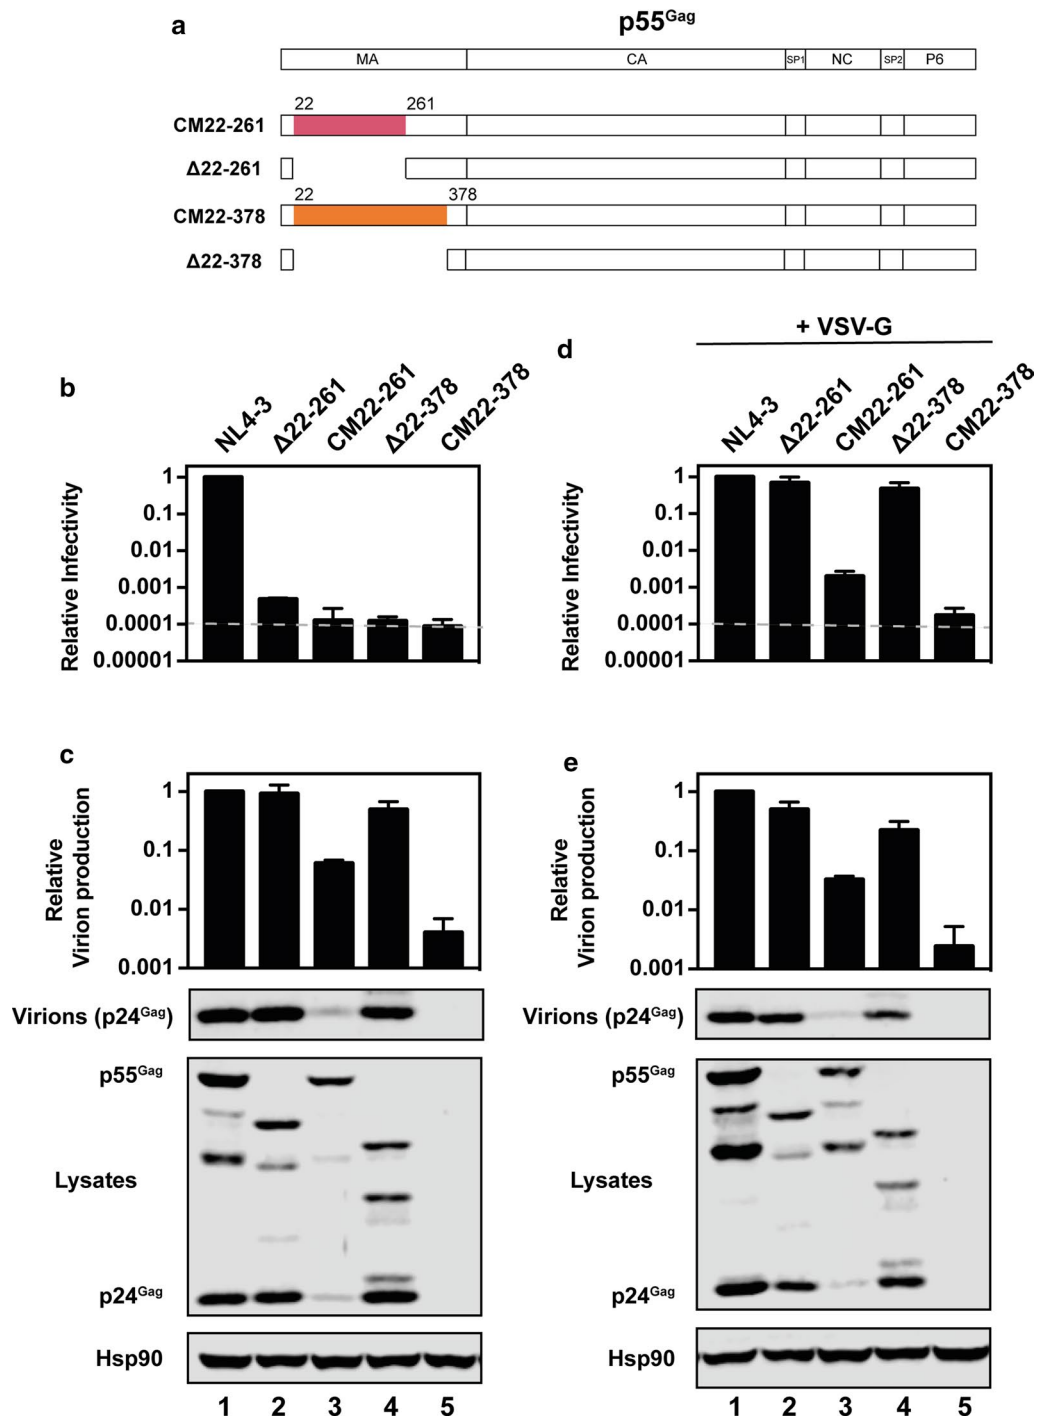 a
p55Gag
MA CA SP1 NC SP2 P6
22 261
CM22-261
Δ22-261
22 378
CM22-378
Δ22-378
b
NL4-3 Δ22-261 CM22-261 Δ22-378 CM22-378
Relative Infectivity
1
0.1
0.01
0.001
0.0001
0.00001
c
Relative
Virion production
1
0.1
0.01
0.001
Virions (p24Gag)
p55Gag
Lysates
p24Gag
Hsp90
1 2 3 4 5
d
+ VSV-G
NL4-3 Δ22-261 CM22-261 Δ22-378 CM22-378
Relative Infectivity
1
0.1
0.01
0.001
0.0001
0.00001
e
Relative
Virion production
1
0.1
0.01
0.001
Virions (p24Gag)
p55Gag
Lysates
p24Gag
Hsp90
1 2 3 4 5